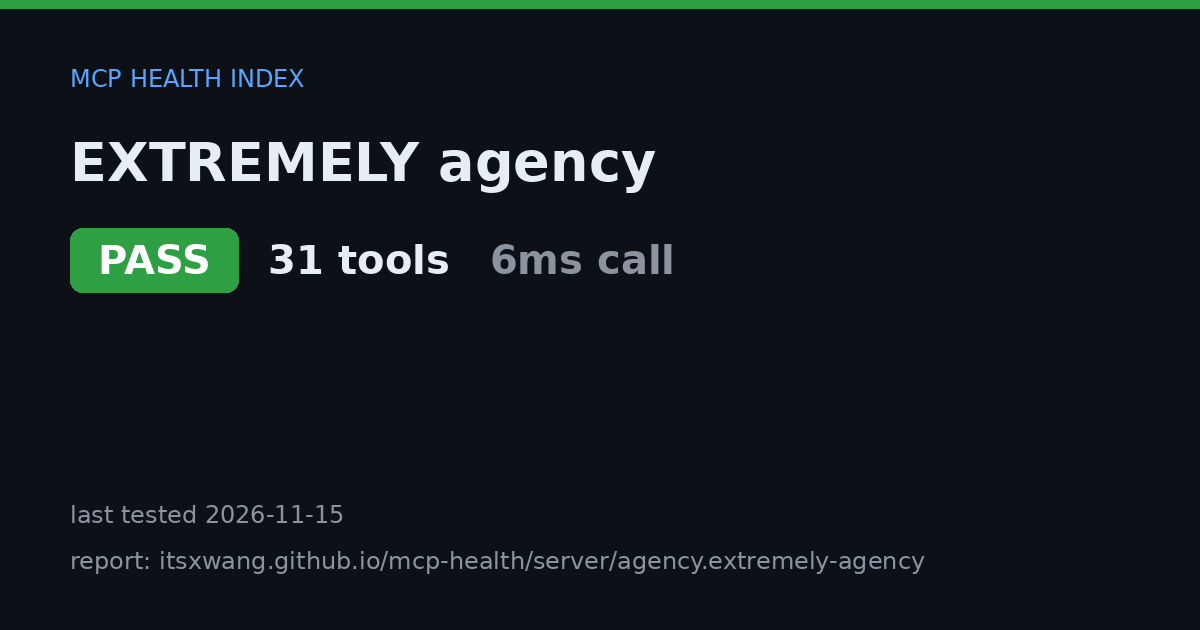 MCP HEALTH INDEX
EXTREMELY agency
PASS 31 tools 6ms call
last tested 2026-11-15
report: itsxwang.github.io/mcp-health/server/agency.extremely-agency